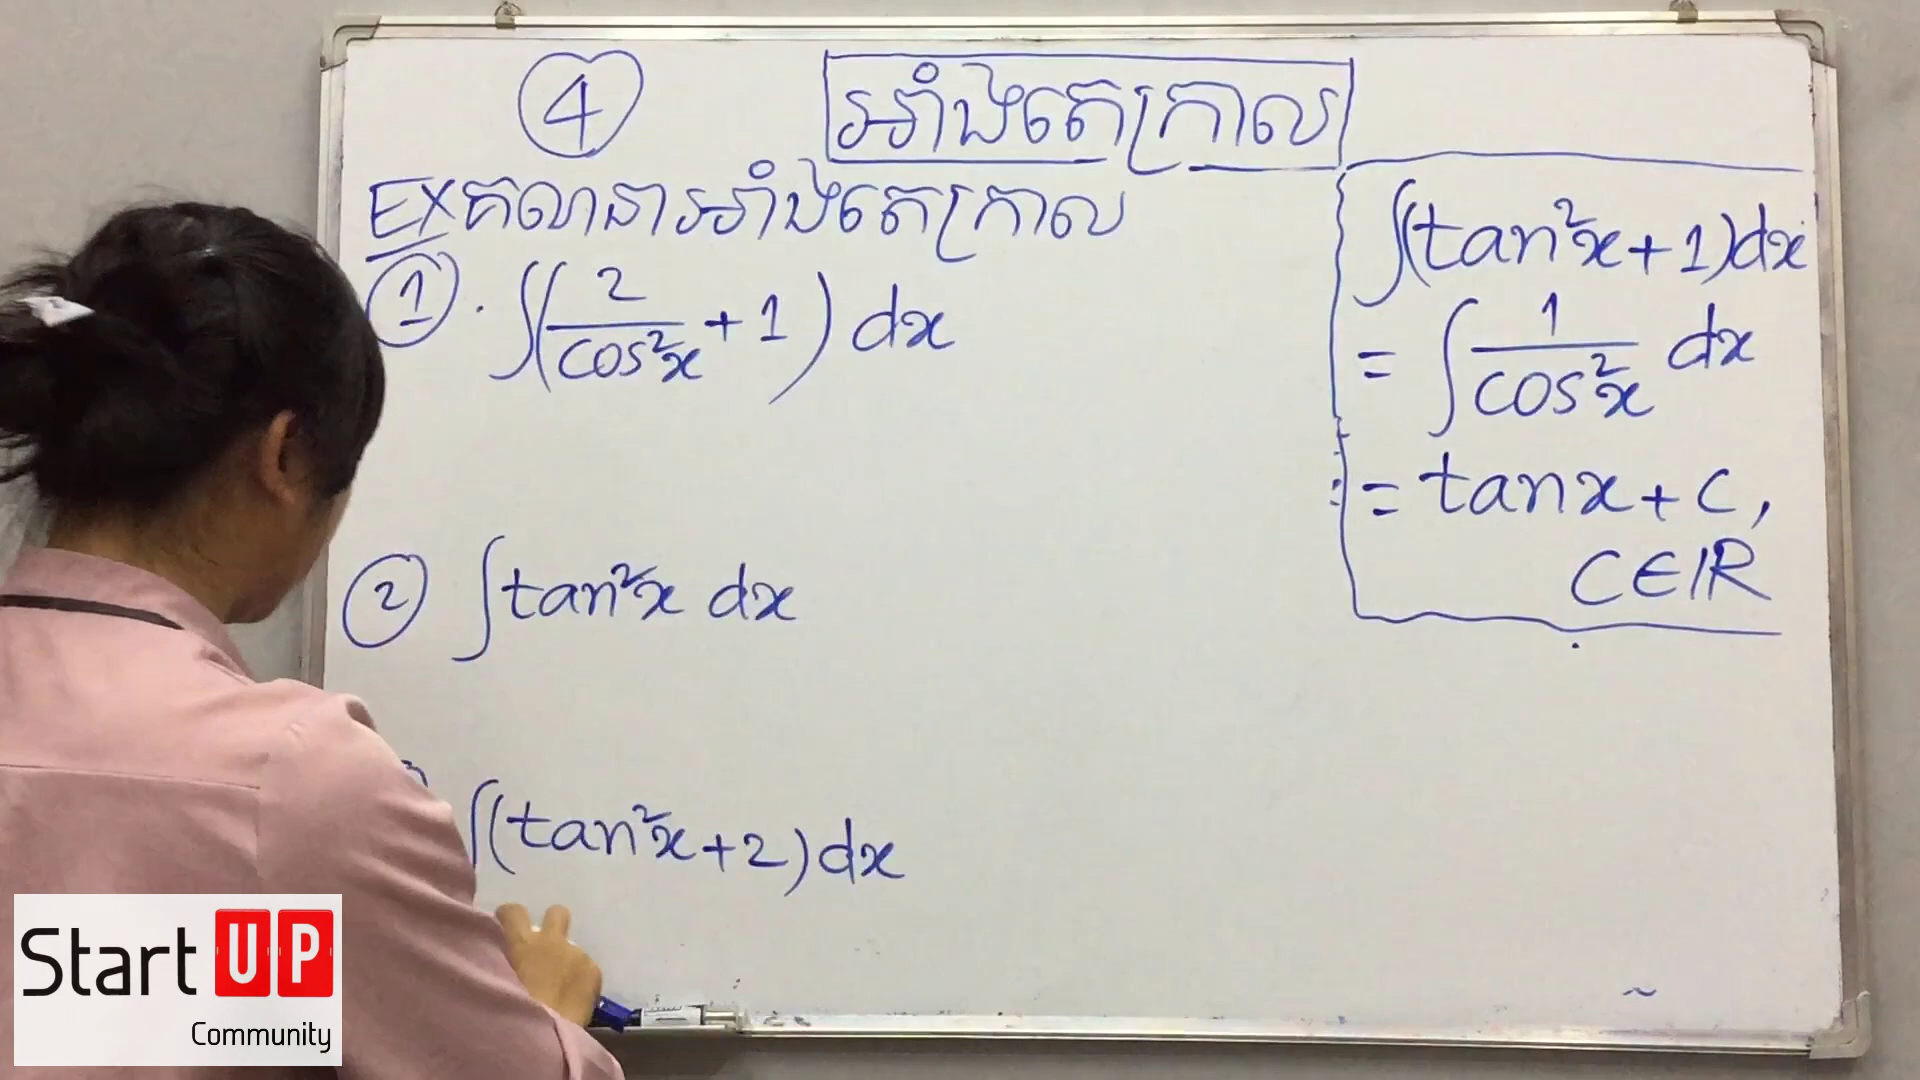 4
អាំងតេក្រាល
EX គណនាអាំងតេក្រាល
1. ∫(2/cos²x + 1) dx
2 ∫tan²x dx
∫(tan²x + 2) dx
∫(tan²x + 1) dx
= ∫ 1/cos²x dx
= tan x + c,
C∈IR
Start UP
Community